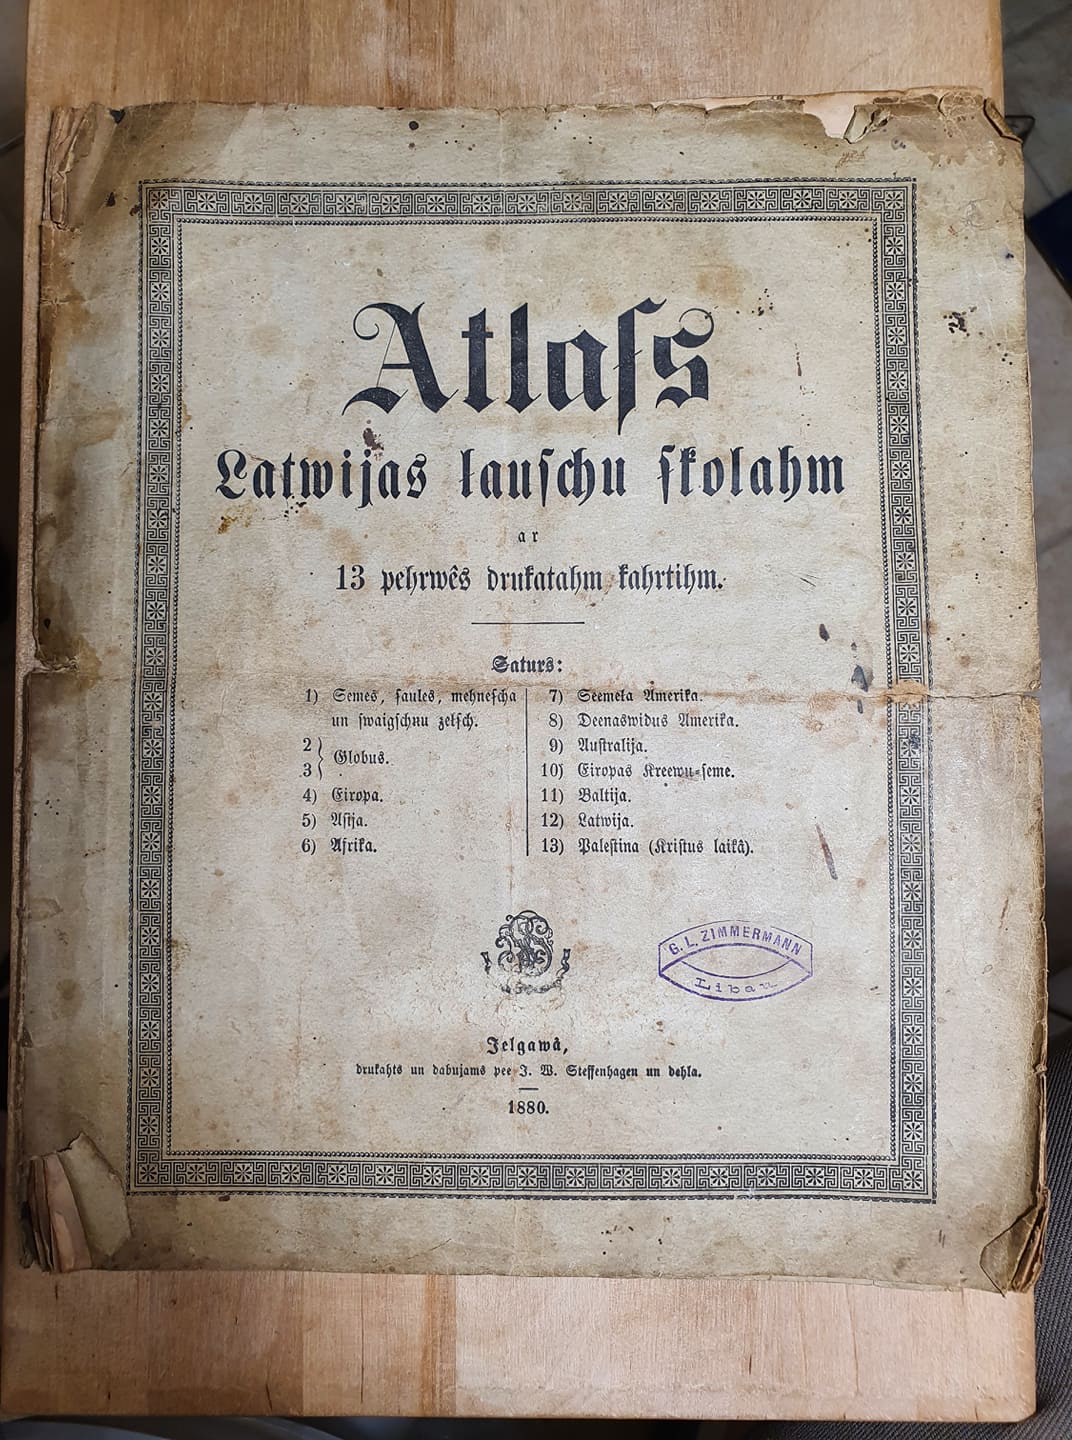 Atlaſs
Latwijas lauſchu ſkolahm
ar
13 pehrwês drukatahm kahrtihm.
Saturs:
1) Semes, ſaules, mehneſcha
un ſwaigſchnu zelſch.
2
3 Globus.
4) Eiropa.
5) Aſija.
6) Afrika.
7) Seemeļa Amerika.
8) Deenaswidus Amerika.
9) Auſtralija.
10) Eiropas Kreewu-ſeme.
11) Baltija.
12) Latwija.
13) Paleſtina (Kriſtus laikâ).
G. L. ZIMMERMANN
Libau
Jelgawâ,
drukahts un dabujams pee J. W. Steffenhagen un dehla.
1880.